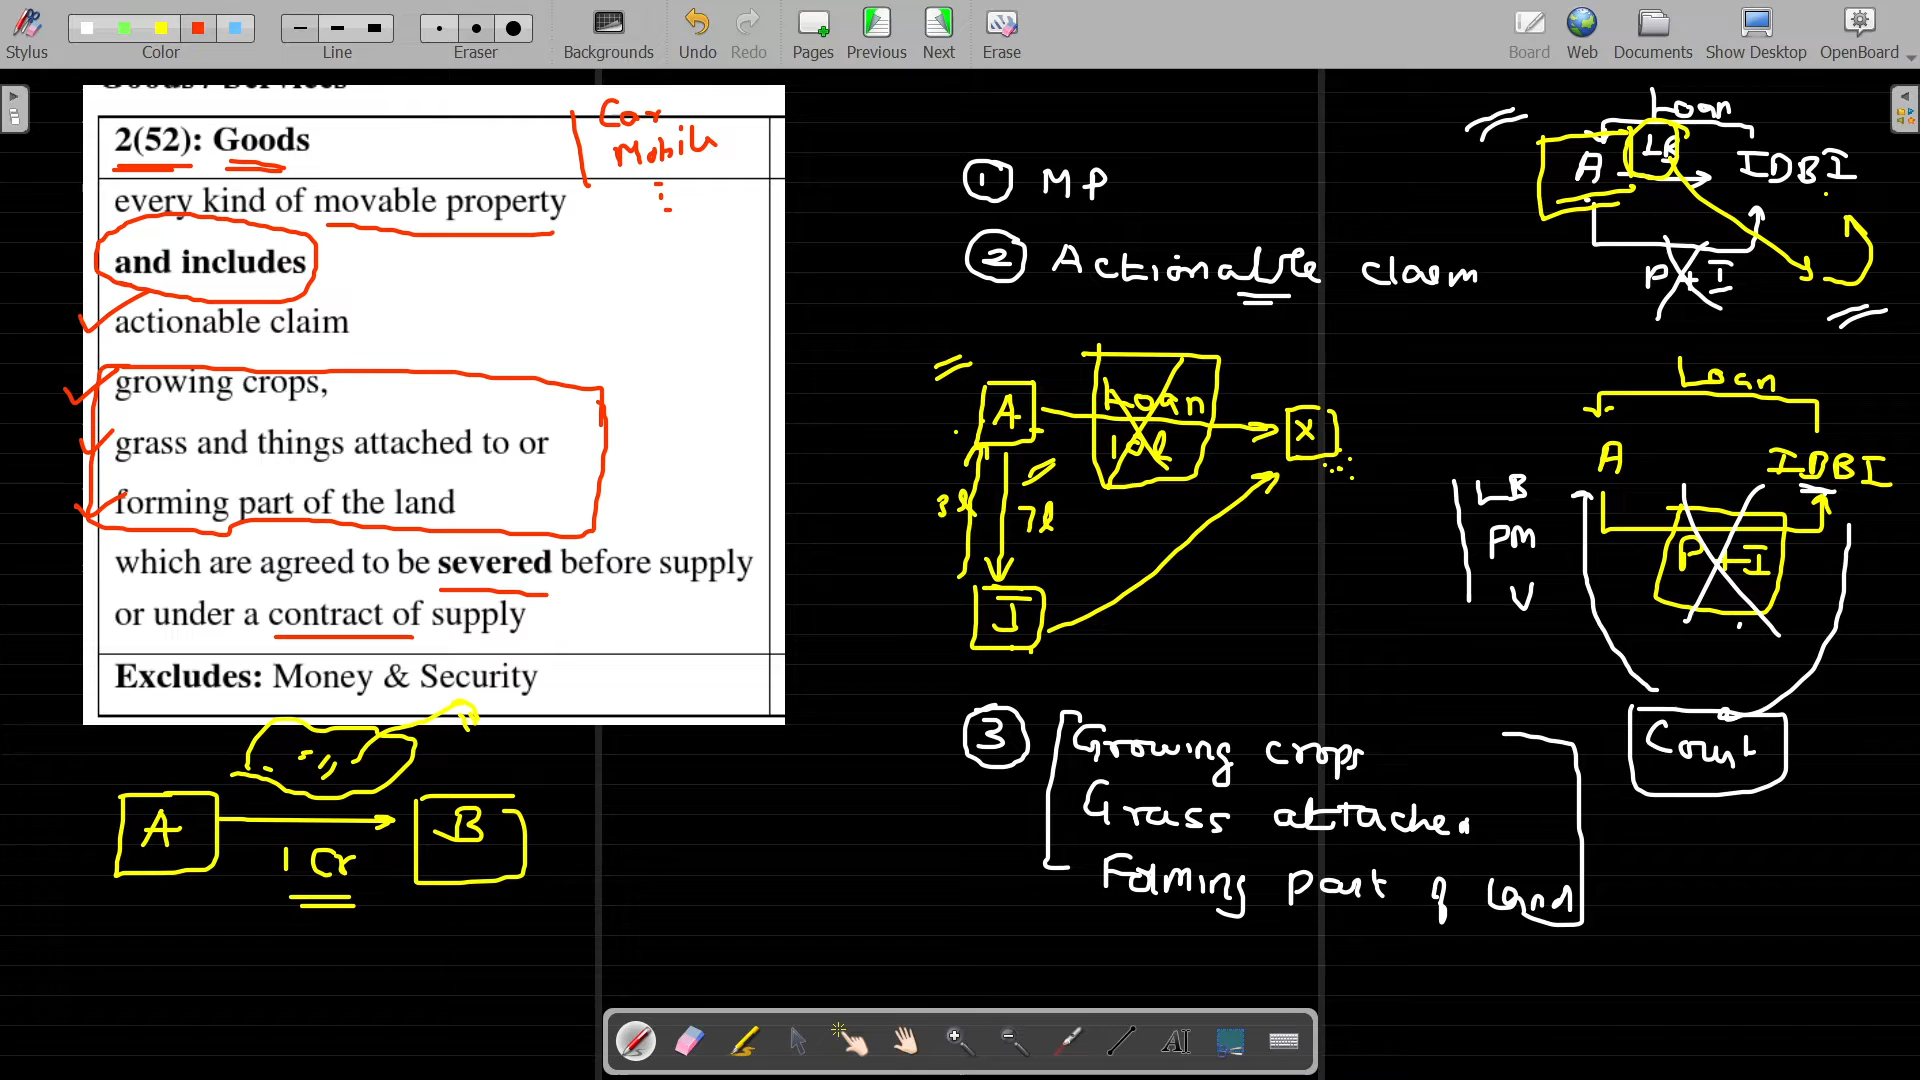 Stylus
Color
Line
Eraser
Backgrounds
Undo
Redo
Pages
Previous
Next
Erase
Board
Web
Documents
Show Desktop
OpenBoard
2(52): Goods
every kind of movable property
and includes
actionable claim
growing crops,
grass and things attached to or
forming part of the land
which are agreed to be severed before supply
or under a contract of supply
Excludes: Money & Security
Car
Mobile
A
B
1 Cr
1 MP
2 Actionable claim
A
Loan
10l
X
3l
7l
J
3 Growing crops
Grass attached
Forming part of land
Loan
A
LB
IDBI
P + I
Loan
A
IDBI
P + I
LB
PM
V
Court
AI